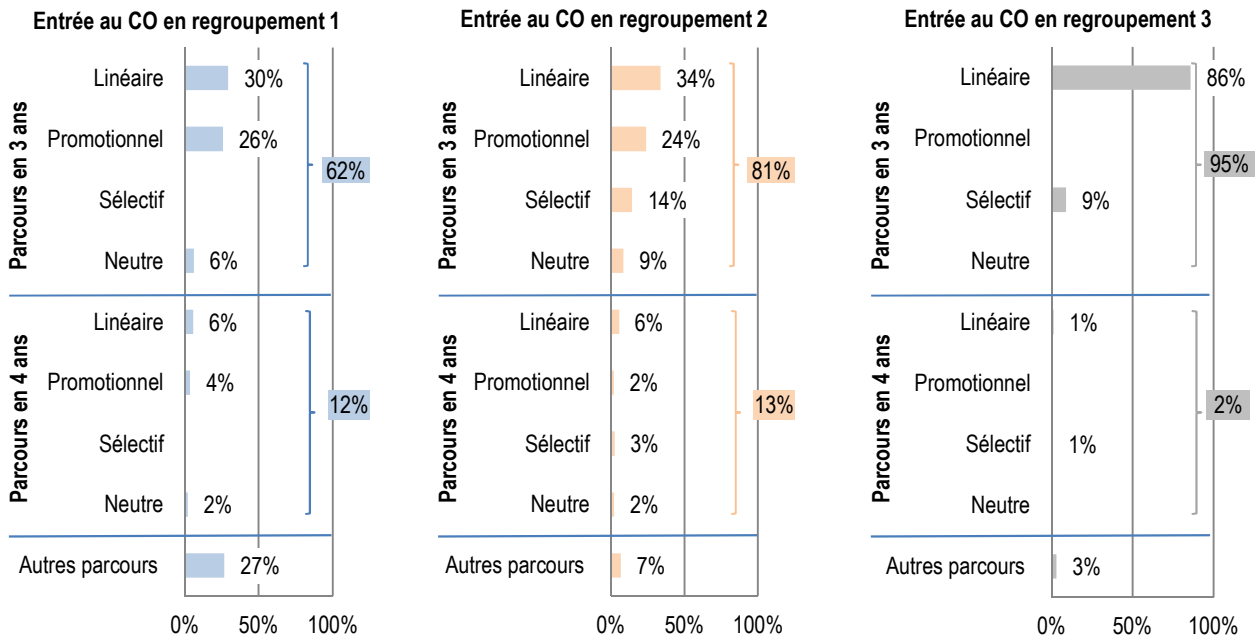 Entrée au CO en regroupement 1
Parcours en 3 ans
Linéaire 30%
Promotionnel 26%
Sélectif
Neutre 6%
62%
Parcours en 4 ans
Linéaire 6%
Promotionnel 4%
Sélectif
Neutre 2%
12%
Autres parcours 27%
0% 50% 100%
Entrée au CO en regroupement 2
Parcours en 3 ans
Linéaire 34%
Promotionnel 24%
Sélectif 14%
Neutre 9%
81%
Parcours en 4 ans
Linéaire 6%
Promotionnel 2%
Sélectif 3%
Neutre 2%
13%
Autres parcours 7%
0% 50% 100%
Entrée au CO en regroupement 3
Parcours en 3 ans
Linéaire 86%
Promotionnel
Sélectif 9%
Neutre
95%
Parcours en 4 ans
Linéaire 1%
Promotionnel
Sélectif 1%
Neutre
2%
Autres parcours 3%
0% 50% 100%